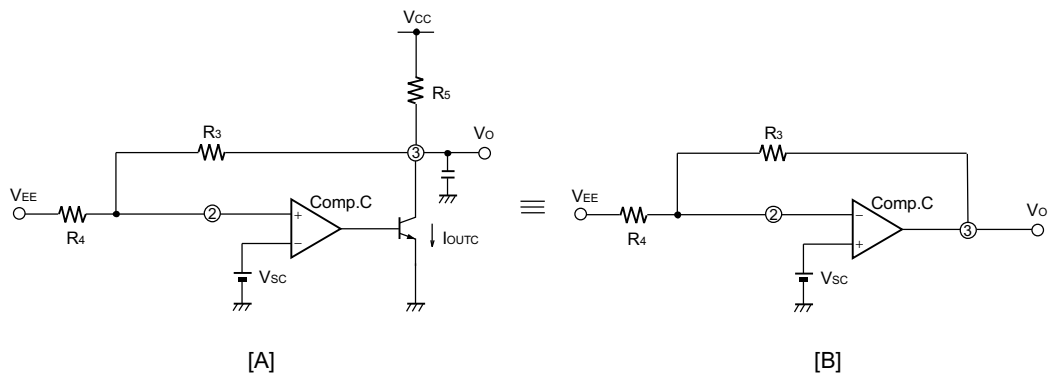 VCC
R5
R3
3
VO
VEE
R4
2
Comp.C
+
−
IOUTC
VSC
[A]
≡
R3
VEE
R4
2
Comp.C
−
+
3
VO
VSC
[B]